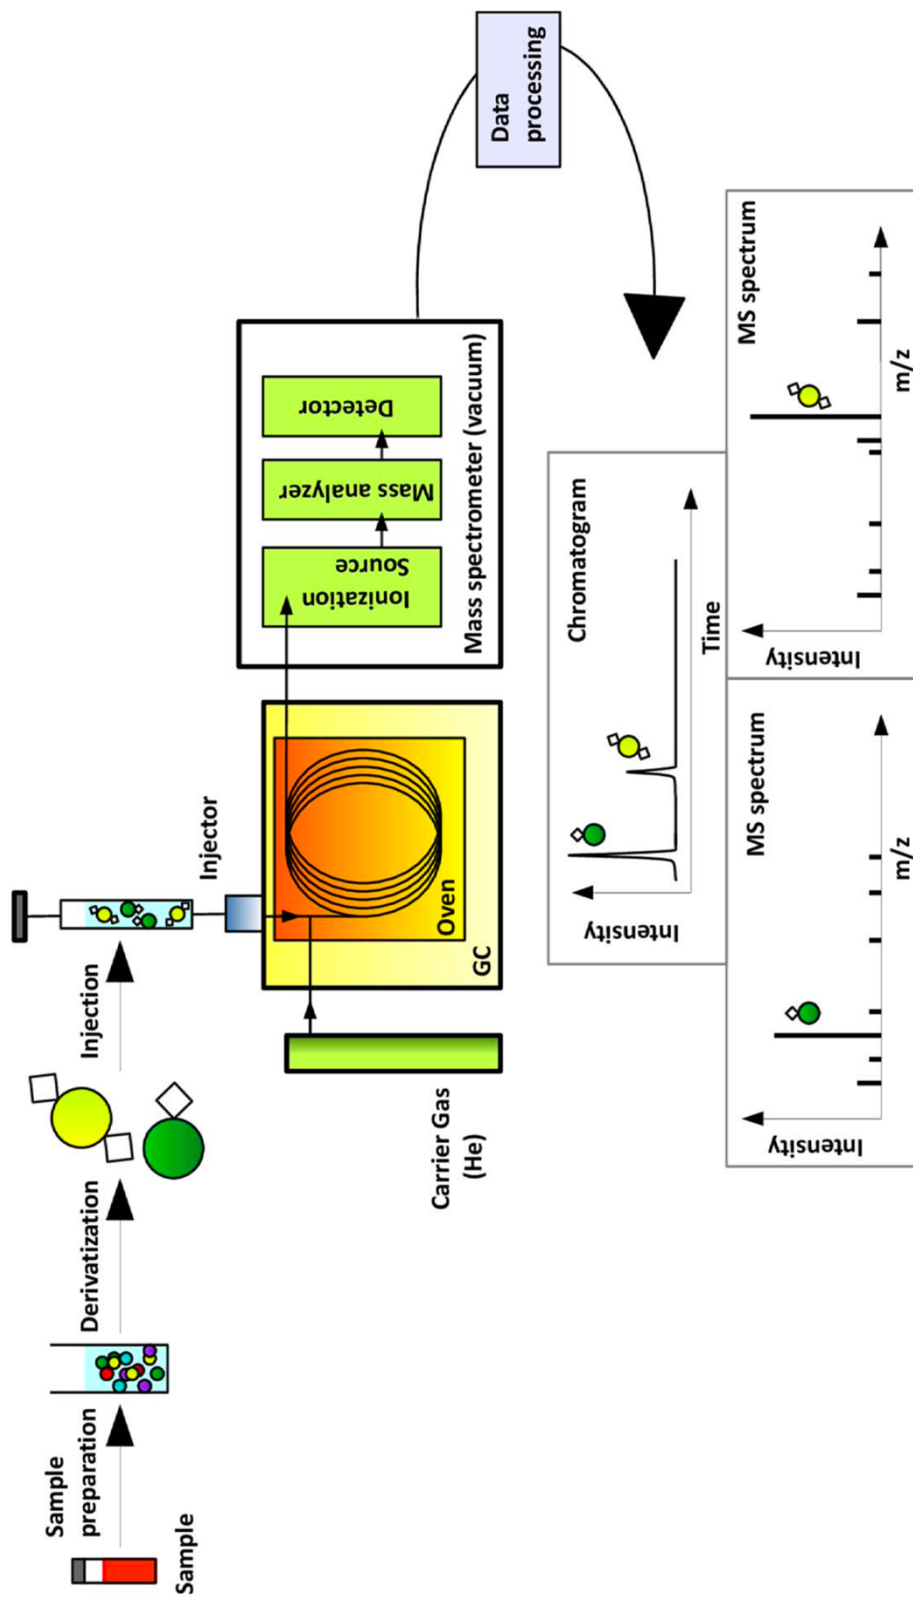 Sample
preparation
Sample
Derivatization
Injection
Injector
Carrier Gas
(He)
Oven
GC
Ionization
Source
Mass analyzer
Detector
Mass spectrometer (vacuum)
Data
processing
Chromatogram
Intensity
Time
MS spectrum
Intensity
m/z
MS spectrum
Intensity
m/z